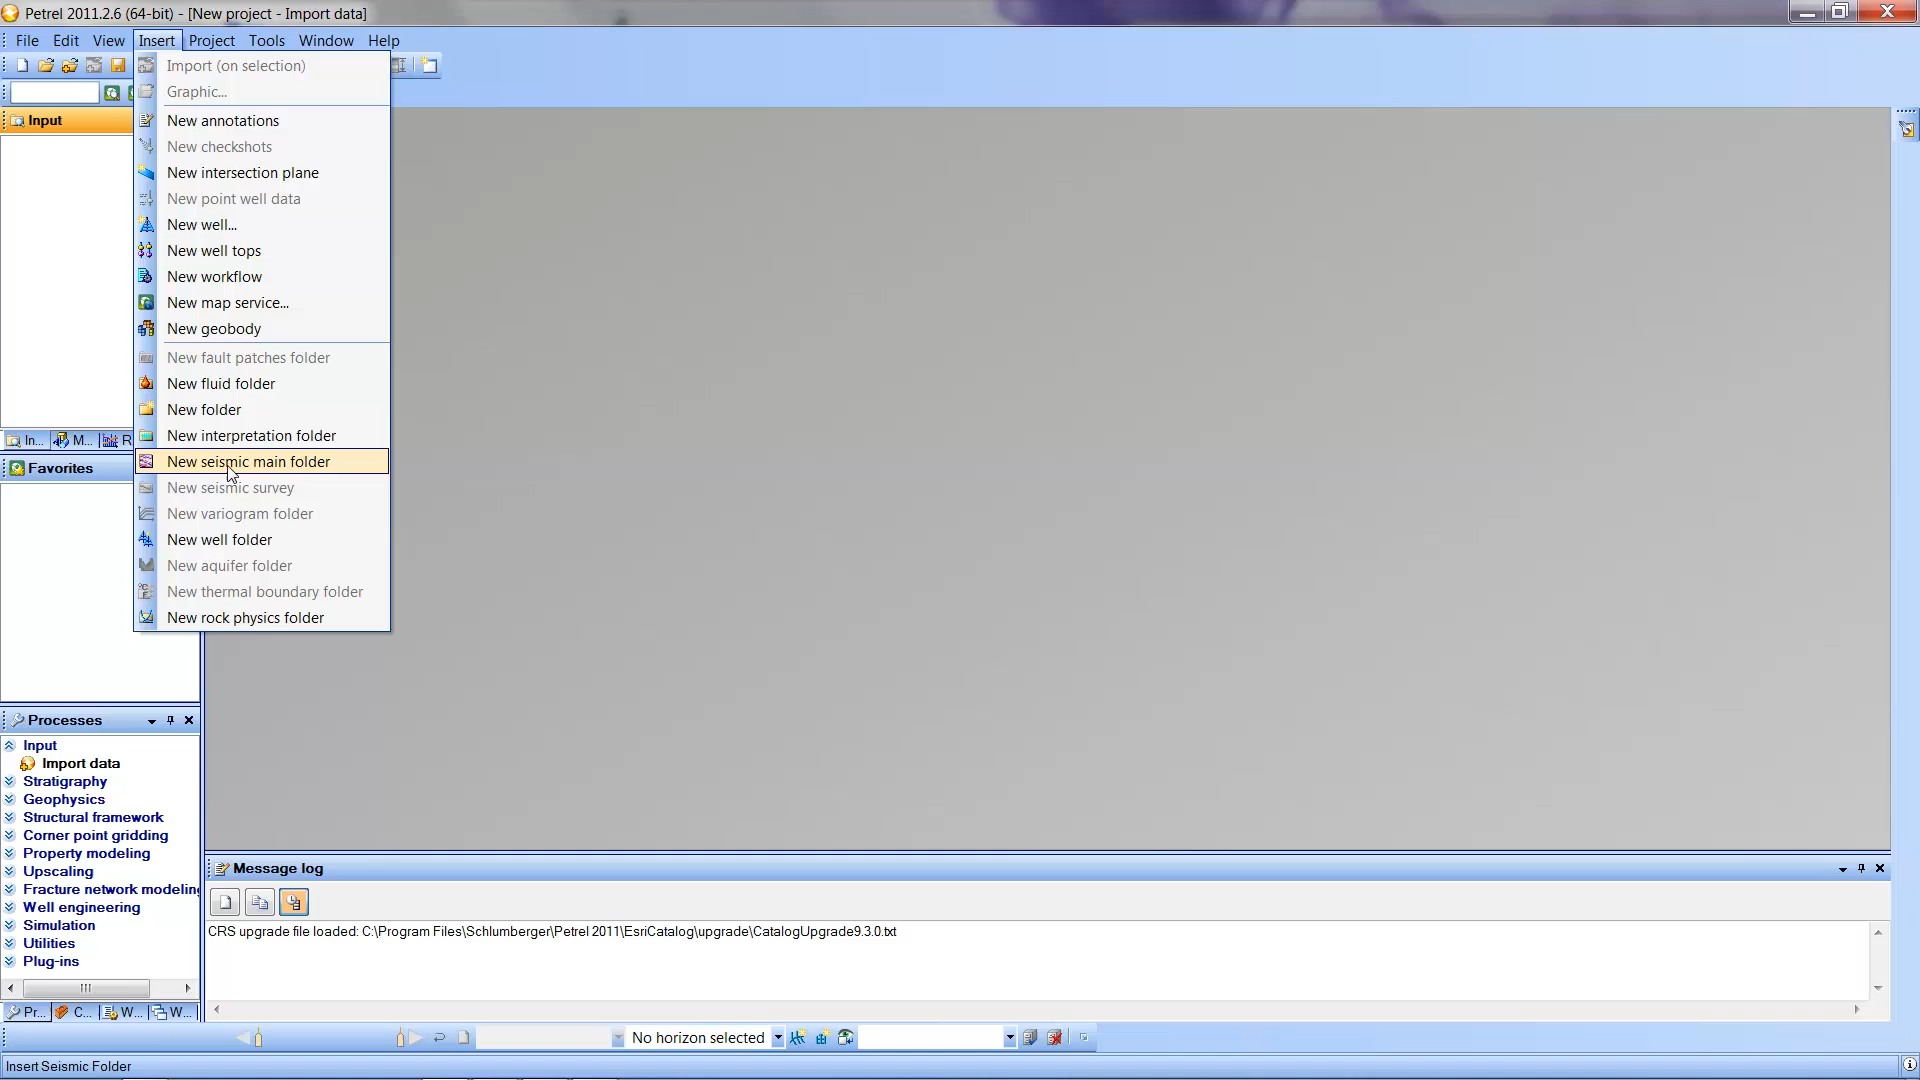 Petrel 2011.2.6 (64-bit) - [New project - Import data]
File Edit View Insert Project Tools Window Help
Import (on selection)
Graphic...
Input
New annotations
New checkshots
New intersection plane
New point well data
New well...
New well tops
New workflow
New map service...
New geobody
New fault patches folder
New fluid folder
New folder
New interpretation folder
In... M... R
New seismic main folder
Favorites
New seismic survey
New variogram folder
New well folder
New aquifer folder
New thermal boundary folder
New rock physics folder
Processes
Input
Import data
Stratigraphy
Geophysics
Structural framework
Corner point gridding
Property modeling
Upscaling
Fracture network modeling
Well engineering
Simulation
Utilities
Plug-ins
Pr... C... W... W...
Message log
CRS upgrade file loaded: C:\Program Files\Schlumberger\Petrel 2011\EsriCatalog\upgrade\CatalogUpgrade9.3.0.txt
No horizon selected
Insert Seismic Folder